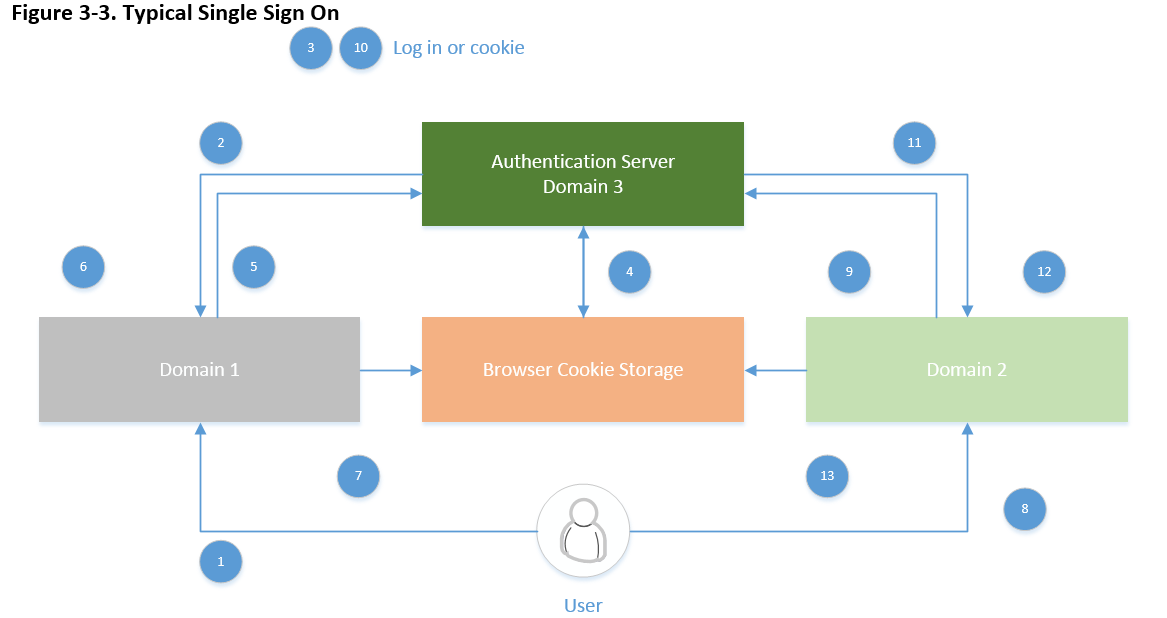 Figure 3-3. Typical Single Sign On
3 10 Log in or cookie
2
11
Authentication Server
Domain 3
6
5
4
9
12
Domain 1
Browser Cookie Storage
Domain 2
7
13
8
1
User